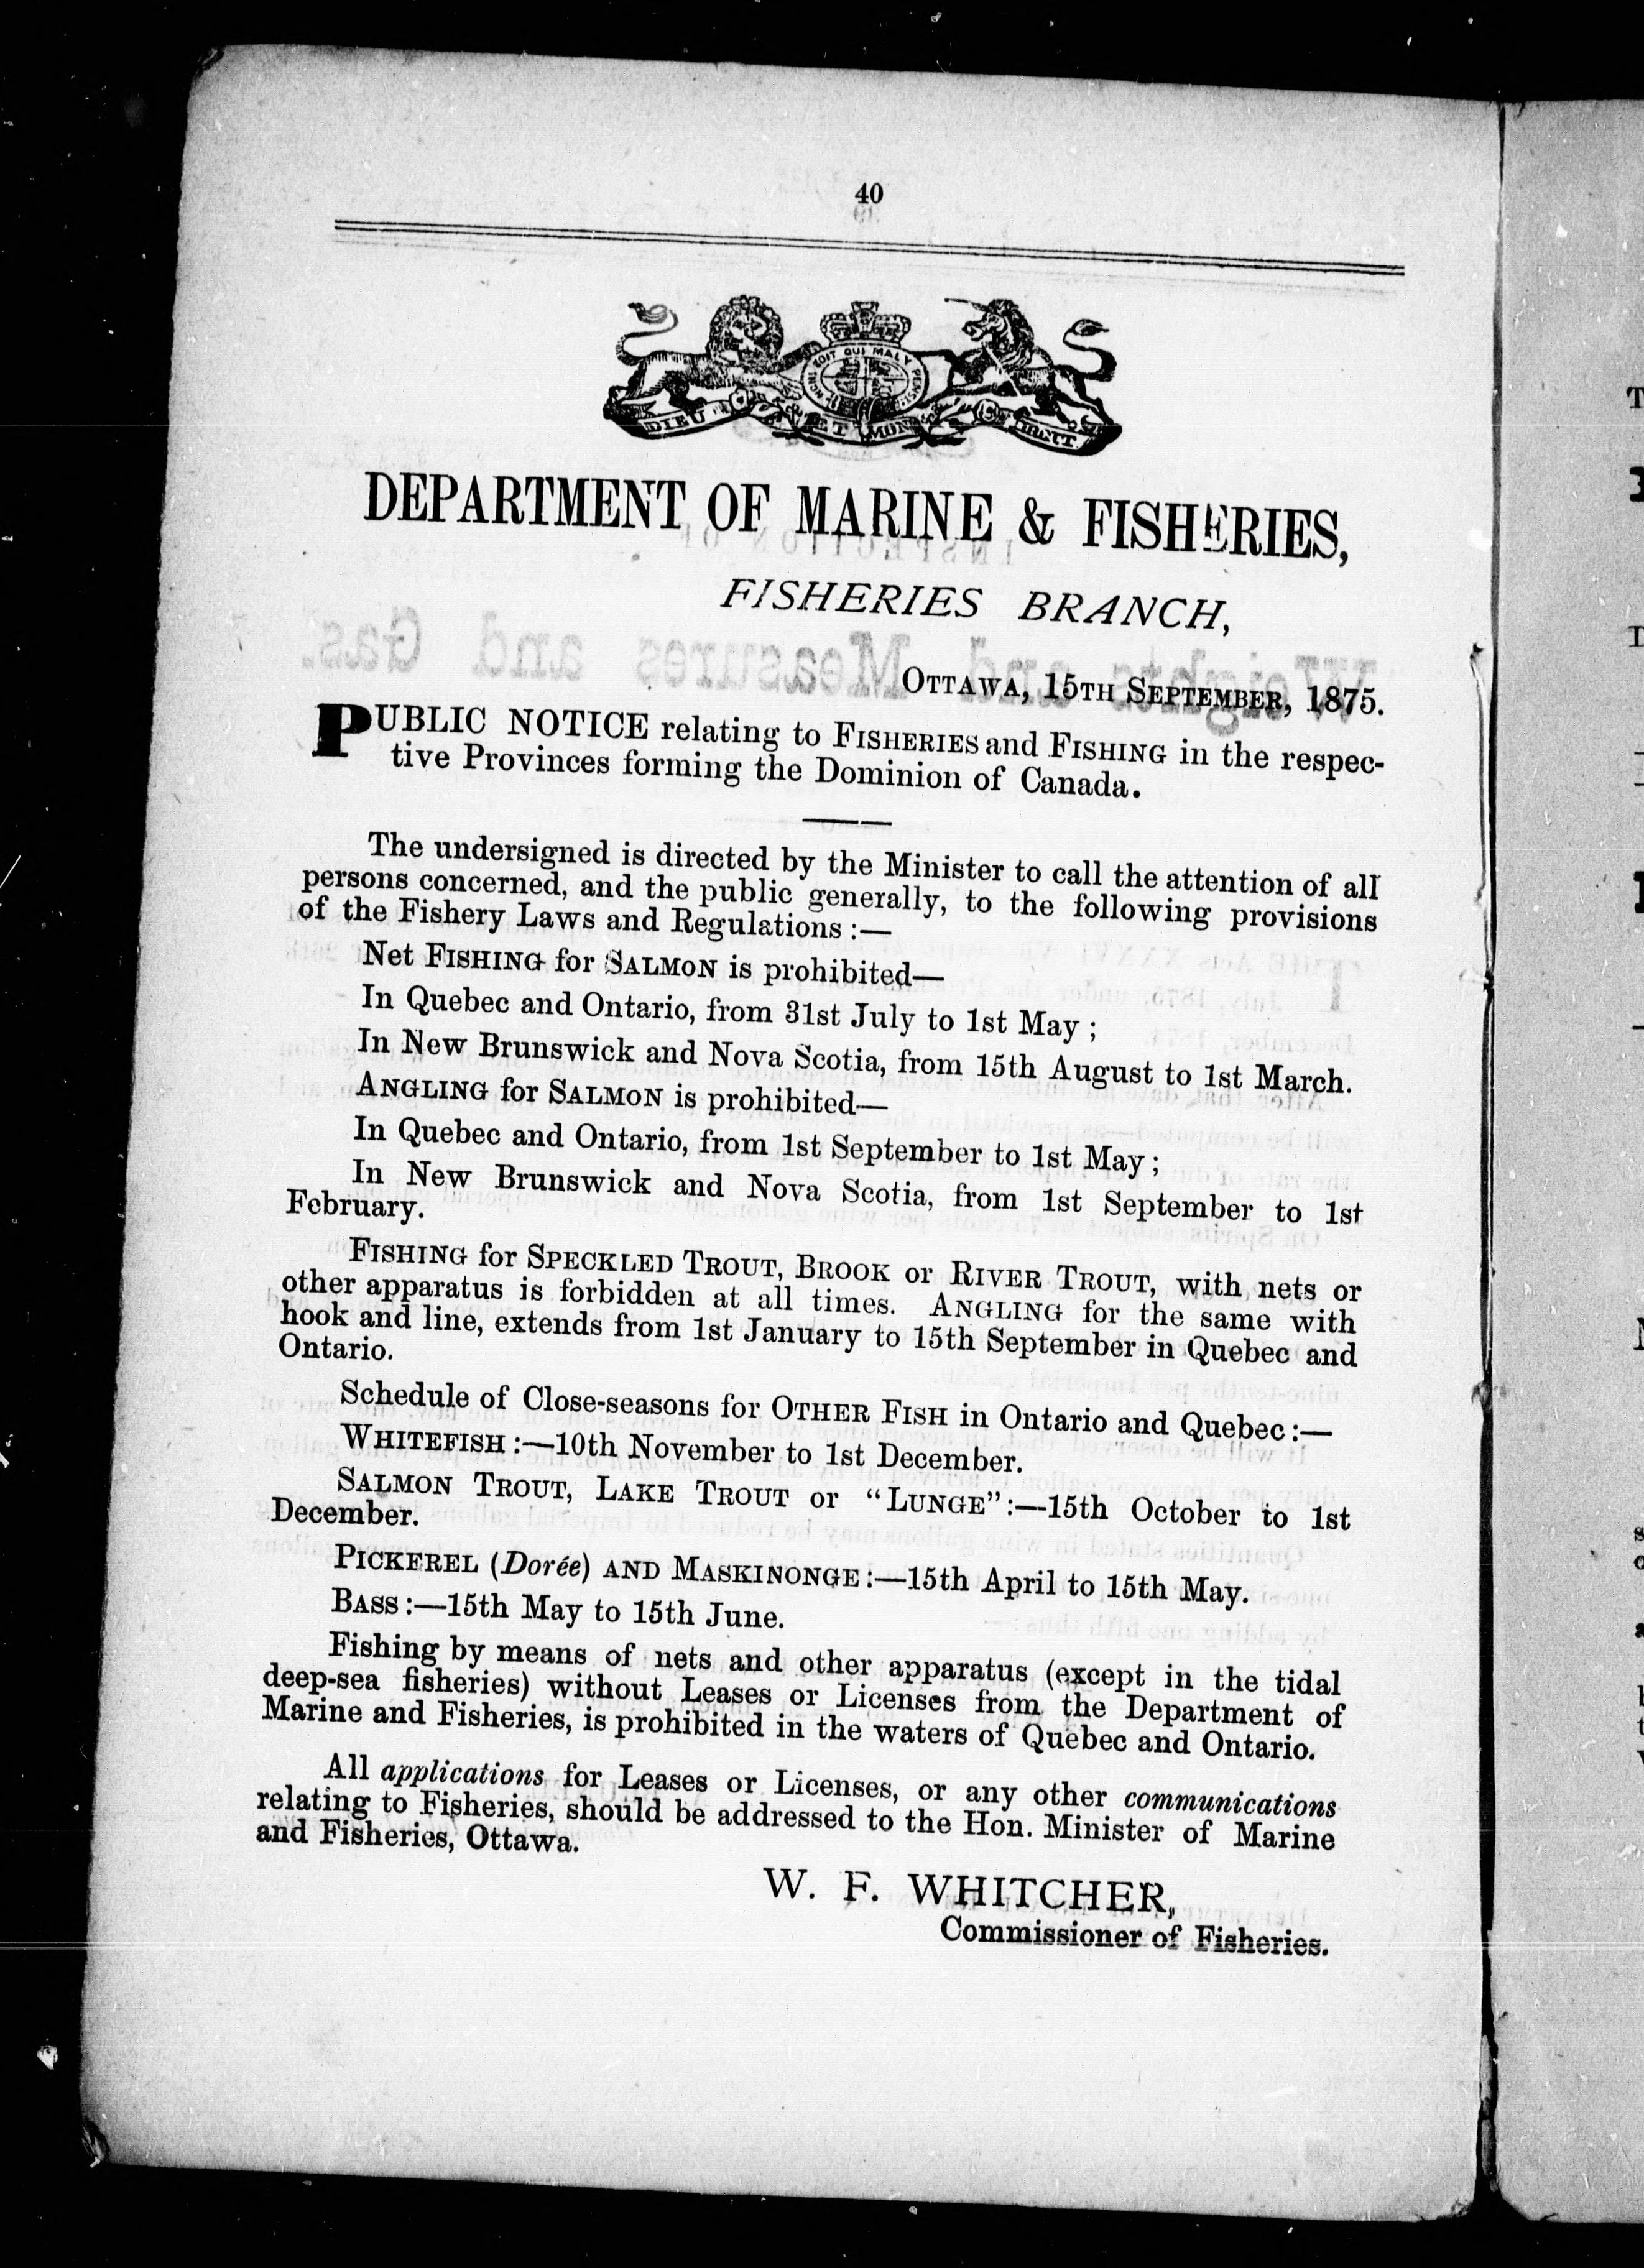 40
HONI SOIT QUI MAL Y PENSE
DIEU ET MON DROIT
DEPARTMENT OF MARINE & FISHERIES,
FISHERIES BRANCH,
OTTAWA, 15TH SEPTEMBER, 1875.
PUBLIC NOTICE relating to FISHERIES and FISHING in the respec-
tive Provinces forming the Dominion of Canada.
The undersigned is directed by the Minister to call the attention of all
persons concerned, and the public generally, to the following provisions
of the Fishery Laws and Regulations :—
Net FISHING for SALMON is prohibited—
In Quebec and Ontario, from 31st July to 1st May ;
In New Brunswick and Nova Scotia, from 15th August to 1st March.
ANGLING for SALMON is prohibited—
In Quebec and Ontario, from 1st September to 1st May ;
In New Brunswick and Nova Scotia, from 1st September to 1st
February.
FISHING for SPECKLED TROUT, BROOK or RIVER TROUT, with nets or
other apparatus is forbidden at all times. ANGLING for the same with
hook and line, extends from 1st January to 15th September in Quebec and
Ontario.
Schedule of Close-seasons for OTHER FISH in Ontario and Quebec :—
WHITEFISH :—10th November to 1st December.
SALMON TROUT, LAKE TROUT or "LUNGE" :—15th October to 1st
December.
PICKEREL (Dorée) AND MASKINONGE :—15th April to 15th May.
BASS :—15th May to 15th June.
Fishing by means of nets and other apparatus (except in the tidal
deep-sea fisheries) without Leases or Licenses from the Department of
Marine and Fisheries, is prohibited in the waters of Quebec and Ontario.
All applications for Leases or Licenses, or any other communications
relating to Fisheries, should be addressed to the Hon. Minister of Marine
and Fisheries, Ottawa.
W. F. WHITCHER,
Commissioner of Fisheries.